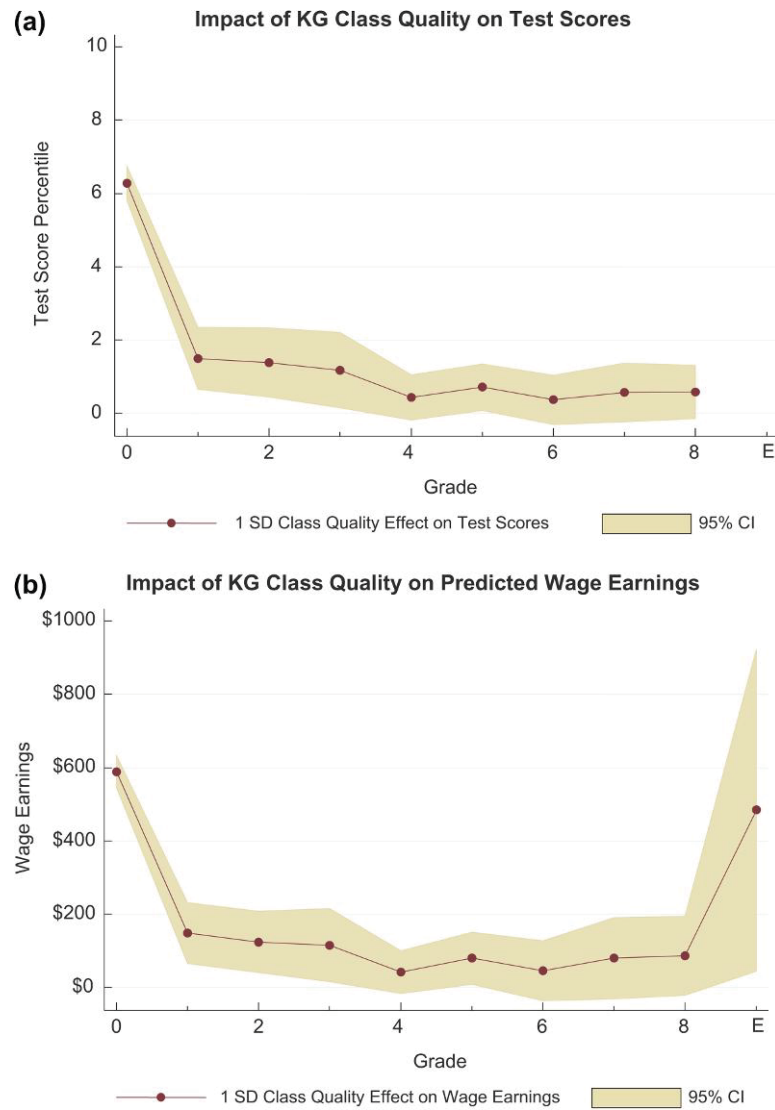 (a)
Impact of KG Class Quality on Test Scores
10
8
6
4
2
0
Test Score Percentile
0 2 4 6 8 E
Grade
1 SD Class Quality Effect on Test Scores 95% CI
(b)
Impact of KG Class Quality on Predicted Wage Earnings
$1000
$800
$600
$400
$200
$0
Wage Earnings
0 2 4 6 8 E
Grade
1 SD Class Quality Effect on Wage Earnings 95% CI